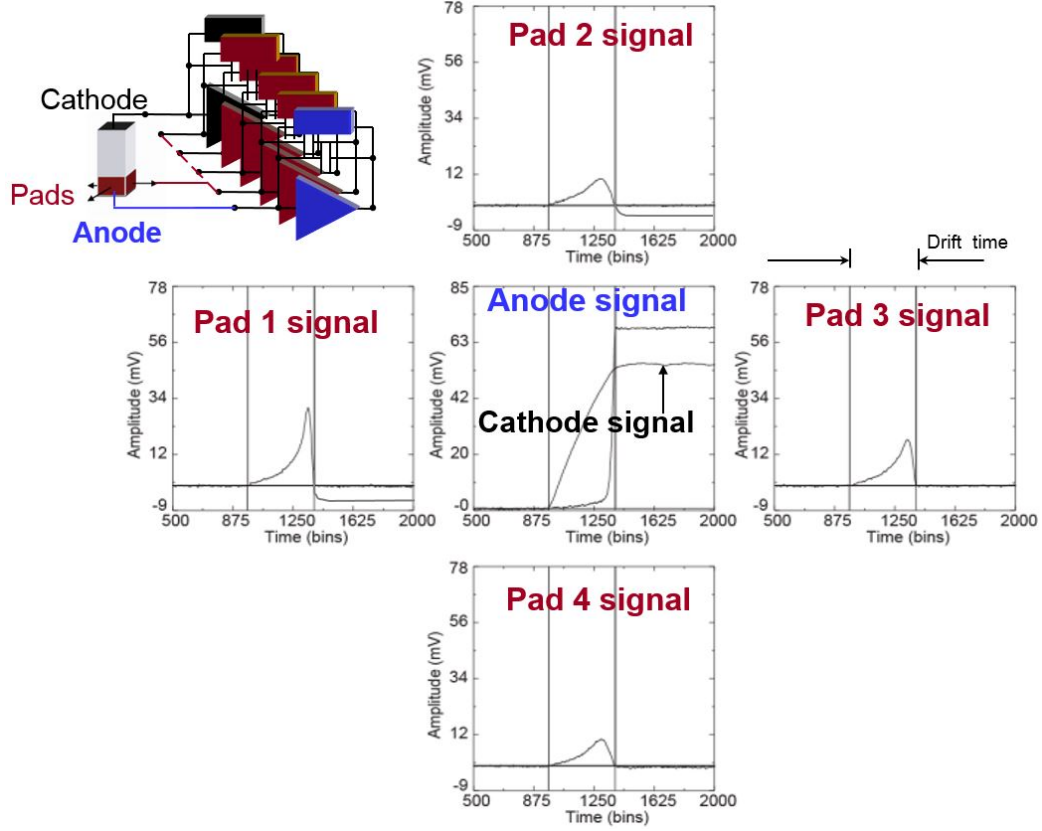 Cathode
Pads
Anode
Pad 2 signal
Amplitude (mV)
78
56
34
12
-9
500 875 1250 1625 2000
Time (bins)
Drift time
Pad 1 signal
Amplitude (mV)
78
56
34
12
-9
500 875 1250 1625 2000
Time (bins)
Anode signal
Cathode signal
Amplitude (mV)
85
63
42
20
-0
500 875 1250 1625 2000
Time (bins)
Pad 3 signal
Amplitude (mV)
78
56
34
12
-9
500 875 1250 1625 2000
Time (bins)
Pad 4 signal
Amplitude (mV)
78
56
34
12
-9
500 875 1250 1625 2000
Time (bins)